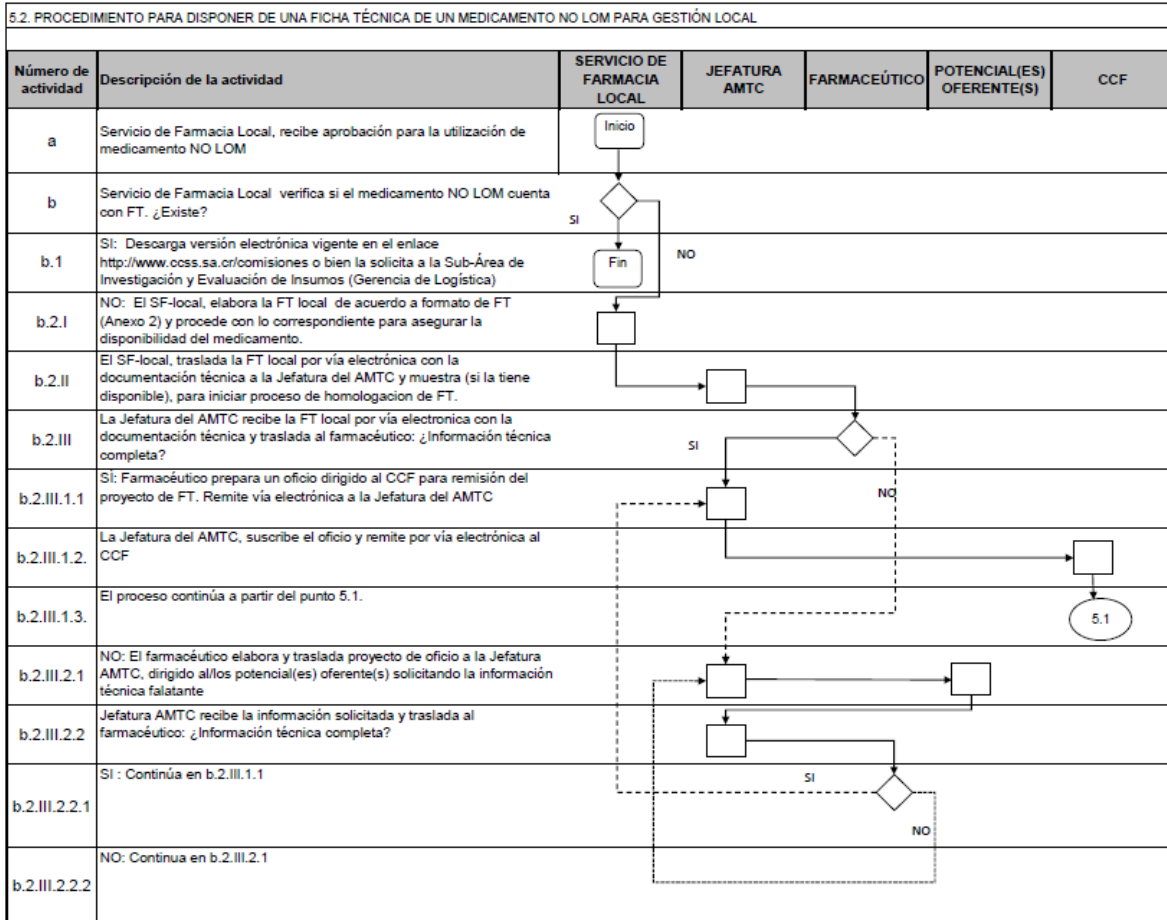 5.2. PROCEDIMIENTO PARA DISPONER DE UNA FICHA TÉCNICA DE UN MEDICAMENTO NO LOM PARA GESTIÓN LOCAL
Número de
actividad
Descripción de la actividad
SERVICIO DE
FARMACIA
LOCAL
JEFATURA
AMTC
FARMACEÚTICO
POTENCIAL(ES)
OFERENTE(S)
CCF
a
Servicio de Farmacia Local, recibe aprobación para la utilización de
medicamento NO LOM
Inicio
b
Servicio de Farmacia Local verifica si el medicamento NO LOM cuenta
con FT. ¿Existe?
SI
NO
b.1
SI: Descarga versión electrónica vigente en el enlace
http://www.ccss.sa.cr/comisiones o bien la solicita a la Sub-Área de
Investigación y Evaluación de Insumos (Gerencia de Logística)
Fin
b.2.I
NO: El SF-local, elabora la FT local de acuerdo a formato de FT
(Anexo 2) y procede con lo correspondiente para asegurar la
disponibilidad del medicamento.
b.2.II
El SF-local, traslada la FT local por vía electrónica con la
documentación técnica a la Jefatura del AMTC y muestra (si la tiene
disponible), para iniciar proceso de homologacion de FT.
b.2.III
La Jefatura del AMTC recibe la FT local por vía electronica con la
documentación técnica y traslada al farmacéutico: ¿Información técnica
completa?
SI
NO
b.2.III.1.1
SÍ: Farmacéutico prepara un oficio dirigido al CCF para remisión del
proyecto de FT. Remite vía electrónica a la Jefatura del AMTC
b.2.III.1.2.
La Jefatura del AMTC, suscribe el oficio y remite por vía electrónica al
CCF
b.2.III.1.3.
El proceso continúa a partir del punto 5.1.
5.1
b.2.III.2.1
NO: El farmacéutico elabora y traslada proyecto de oficio a la Jefatura
AMTC, dirigido al/los potencial(es) oferente(s) solicitando la información
técnica falatante
b.2.III.2.2
Jefatura AMTC recibe la información solicitada y traslada al
farmacéutico: ¿Información técnica completa?
b.2.III.2.2.1
SI : Continúa en b.2.III.1.1
SI
NO
b.2.III.2.2.2
NO: Continua en b.2.III.2.1